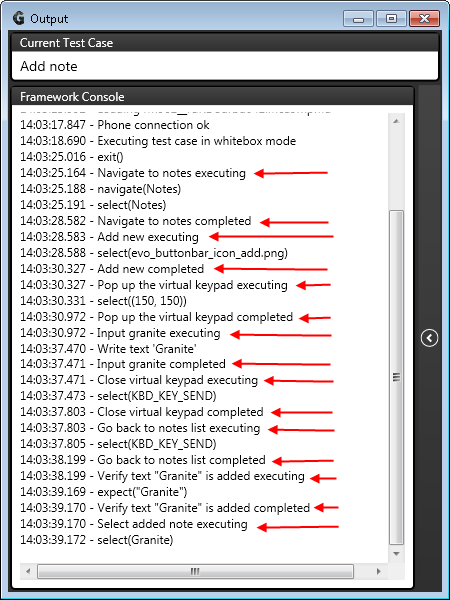 Output
Current Test Case
Add note
Framework Console
14:03:17.847 - Phone connection ok
14:03:18.690 - Executing test case in whitebox mode
14:03:25.016 - exit()
14:03:25.164 - Navigate to notes executing
14:03:25.188 - navigate(Notes)
14:03:25.191 - select(Notes)
14:03:28.582 - Navigate to notes completed
14:03:28.583 - Add new executing
14:03:28.588 - select(evo_buttonbar_icon_add.png)
14:03:30.327 - Add new completed
14:03:30.327 - Pop up the virtual keypad executing
14:03:30.331 - select((150, 150))
14:03:30.972 - Pop up the virtual keypad completed
14:03:30.972 - Input granite executing
14:03:37.470 - Write text 'Granite'
14:03:37.471 - Input granite completed
14:03:37.471 - Close virtual keypad executing
14:03:37.473 - select(KBD_KEY_SEND)
14:03:37.803 - Close virtual keypad completed
14:03:37.803 - Go back to notes list executing
14:03:37.805 - select(KBD_KEY_SEND)
14:03:38.199 - Go back to notes list completed
14:03:38.199 - Verify text "Granite" is added executing
14:03:39.169 - expect("Granite")
14:03:39.170 - Verify text "Granite" is added completed
14:03:39.170 - Select added note executing
14:03:39.172 - select(Granite)